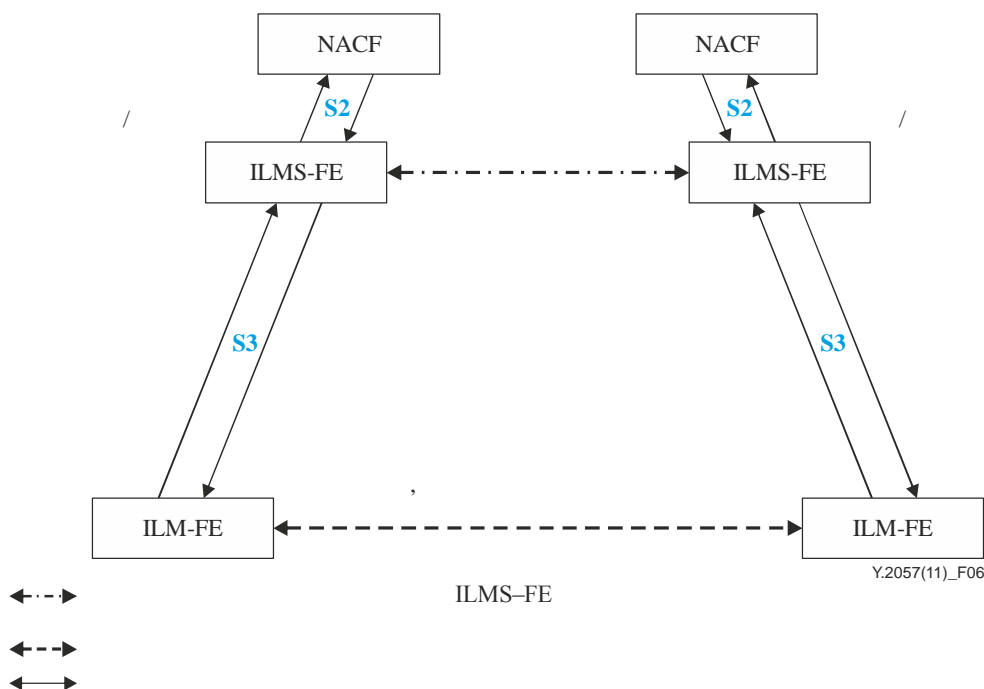 NACF NACF
S2 S2
/ /
ILMS-FE ILMS-FE
S3 S3
,
ILM-FE ILM-FE
Y.2057(11)_F06
ILMS–FE